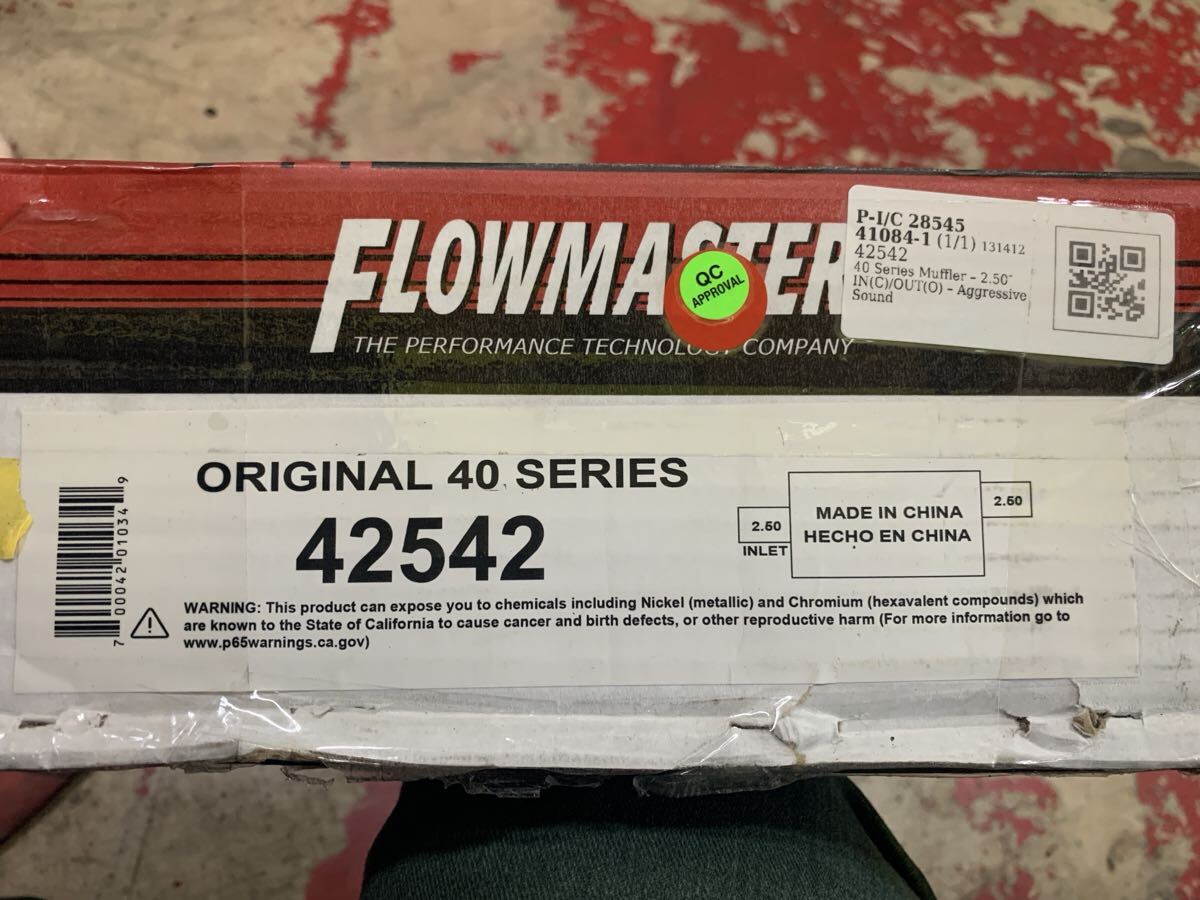 FLOWMASTER
THE PERFORMANCE TECHNOLOGY COMPANY
QC
APPROVAL
P-I/C 28545
41084-1 (1/1) 131412
42542
40 Series Muffler - 2.50"
IN(C)/OUT(O) - Aggressive
Sound
ORIGINAL 40 SERIES
42542
2.50
INLET
MADE IN CHINA
HECHO EN CHINA
2.50
7 00042 01034 9
WARNING: This product can expose you to chemicals including Nickel (metallic) and Chromium (hexavalent compounds) which
are known to the State of California to cause cancer and birth defects, or other reproductive harm (For more information go to
www.p65warnings.ca.gov)